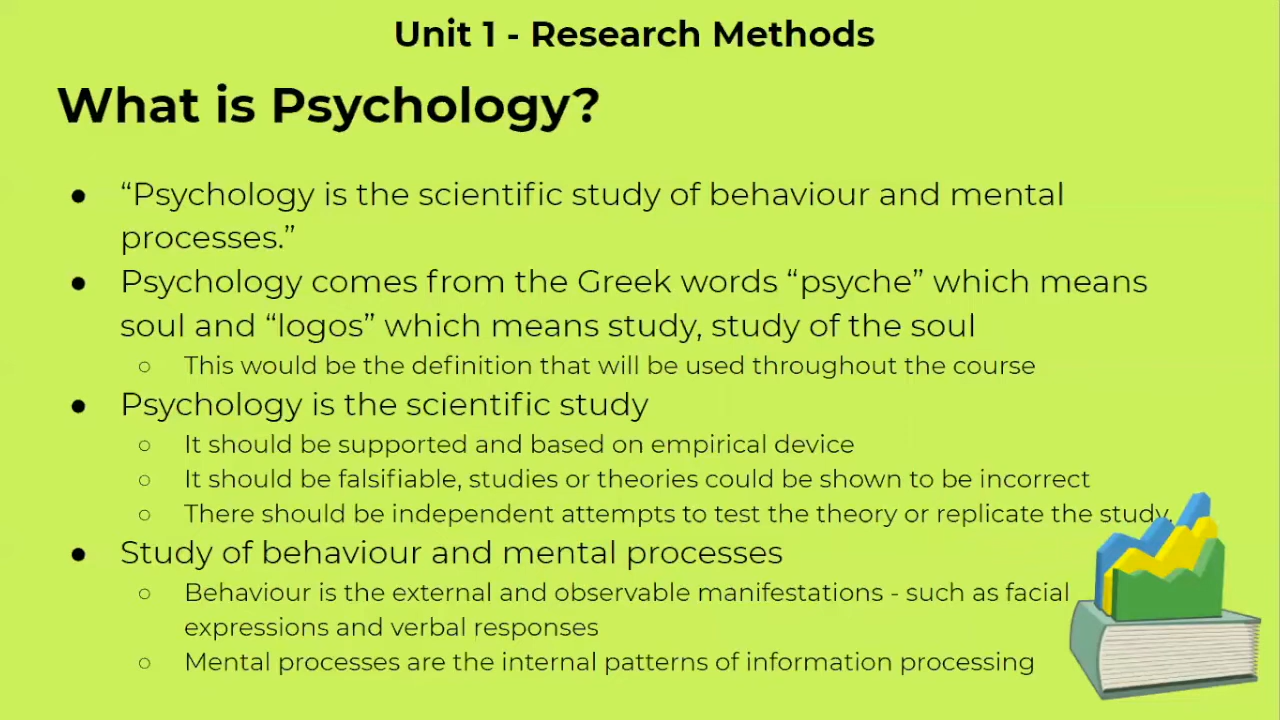 Unit 1 - Research Methods
What is Psychology?
● “Psychology is the scientific study of behaviour and mental
processes.”
● Psychology comes from the Greek words “psyche” which means
soul and “logos” which means study, study of the soul
○ This would be the definition that will be used throughout the course
● Psychology is the scientific study
○ It should be supported and based on empirical device
○ It should be falsifiable, studies or theories could be shown to be incorrect
○ There should be independent attempts to test the theory or replicate the study.
● Study of behaviour and mental processes
○ Behaviour is the external and observable manifestations - such as facial
expressions and verbal responses
○ Mental processes are the internal patterns of information processing